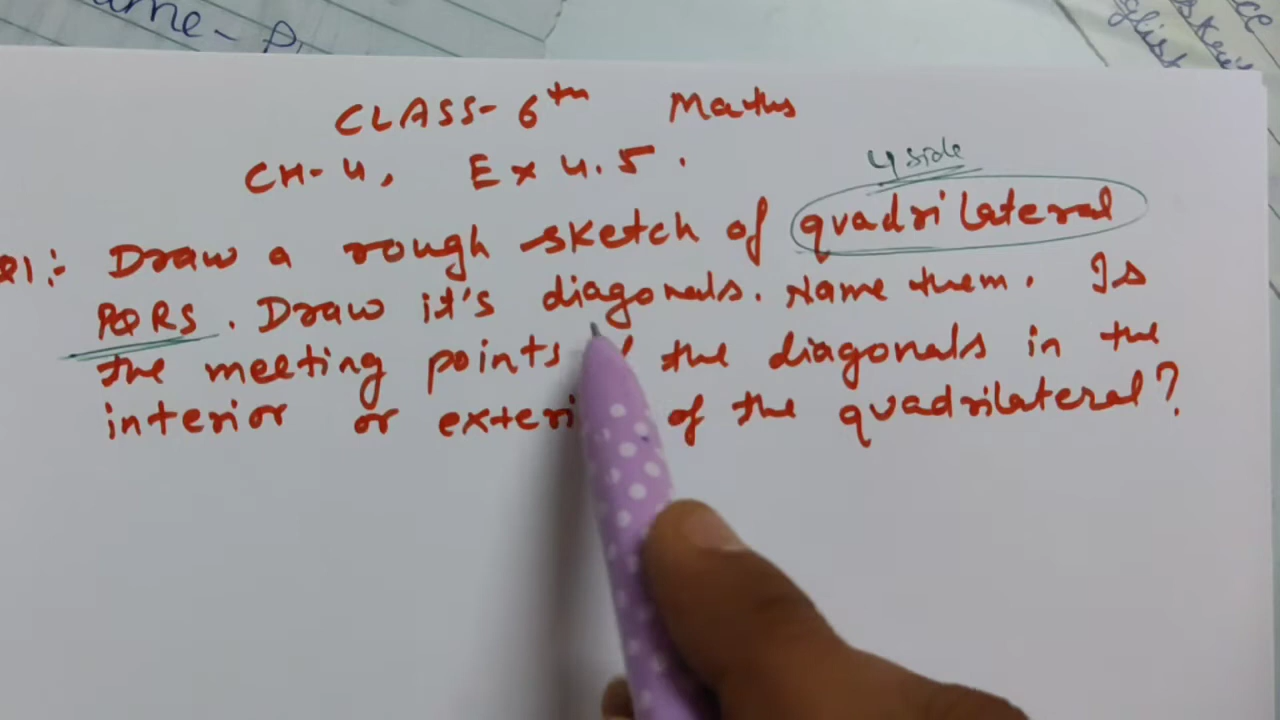 ame-
CLASS- 6th Maths
CH-4, Ex 4.5.
4 side
Q1:- Draw a rough sketch of quadrilateral
PQRS. Draw it's diagonals. Name them. Is
the meeting points the diagonals in the
interior or exteri of the quadrilateral?